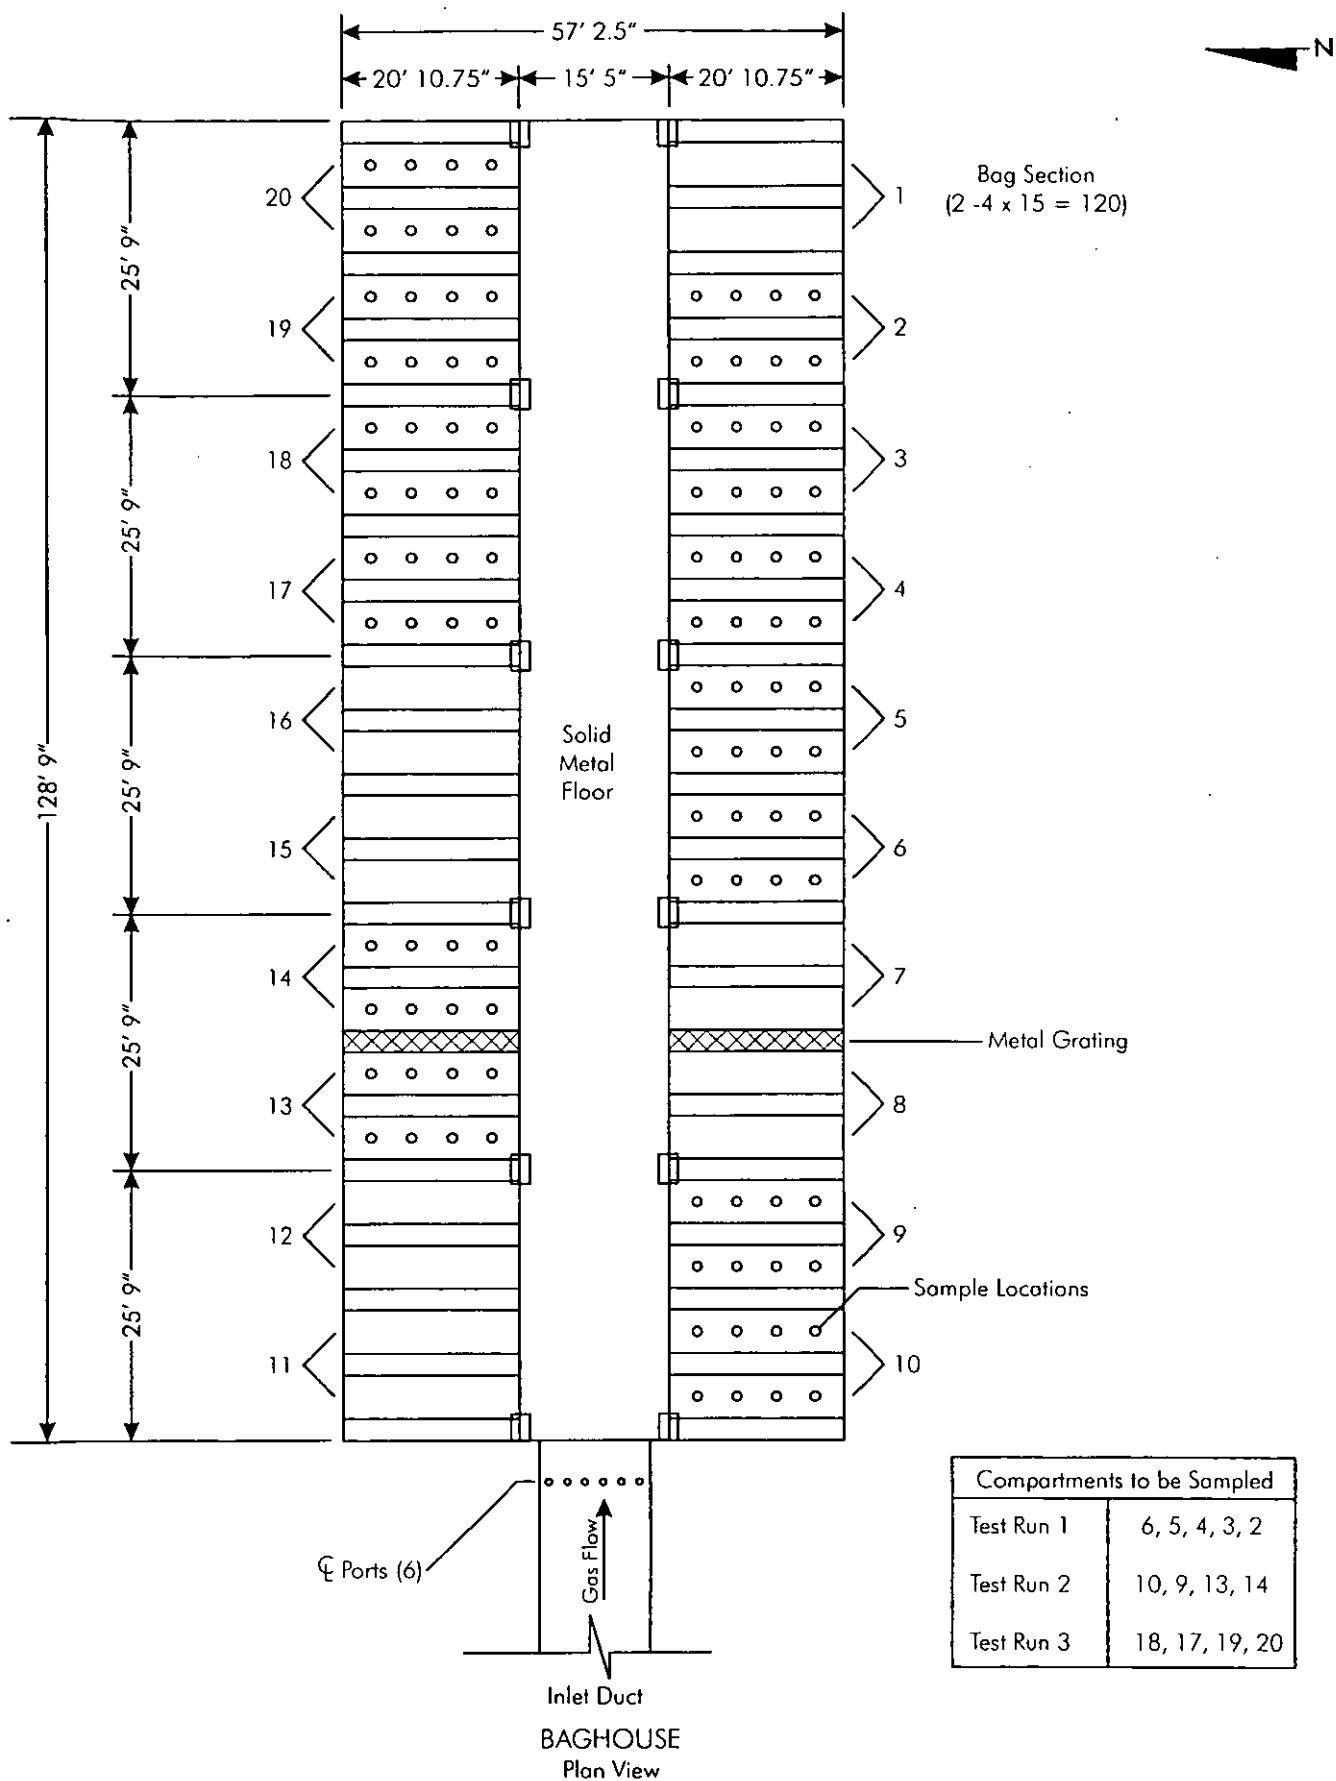 57' 2.5"
N
20' 10.75"
15' 5"
20' 10.75"
Bag Section
(2 -4 x 15 = 120)
20
1
25' 9"
19
2
18
3
25' 9"
17
4
16
5
Solid
Metal
Floor
128' 9"
25' 9"
15
6
14
7
25' 9"
Metal Grating
13
8
12
9
Sample Locations
25' 9"
11
10
℄ Ports (6)
Gas Flow
Inlet Duct
BAGHOUSE
Plan View
Compartments to be Sampled
Test Run 1 6, 5, 4, 3, 2
Test Run 2 10, 9, 13, 14
Test Run 3 18, 17, 19, 20